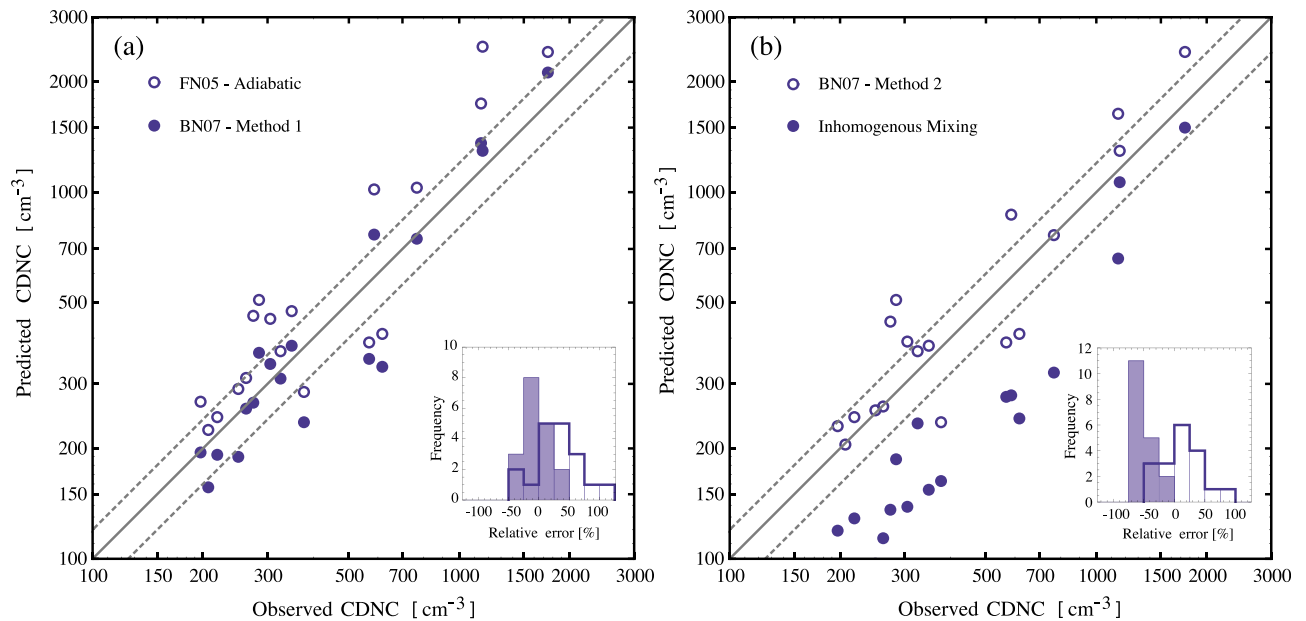 (a)
FN05 - Adiabatic
BN07 - Method 1
Predicted CDNC [cm⁻³]
3000
2000
1500
1000
700
500
300
200
150
100
100 150 200 300 500 700 1000 1500 2000 3000
Observed CDNC [cm⁻³]
Frequency
10
8
6
4
2
0
-100 -50 0 50 100
Relative error [%]
(b)
BN07 - Method 2
Inhomogenous Mixing
Predicted CDNC [cm⁻³]
3000
2000
1500
1000
700
500
300
200
150
100
100 150 200 300 500 700 1000 1500 2000 3000
Observed CDNC [cm⁻³]
Frequency
12
10
8
6
4
2
0
-100 -50 0 50 100
Relative error [%]